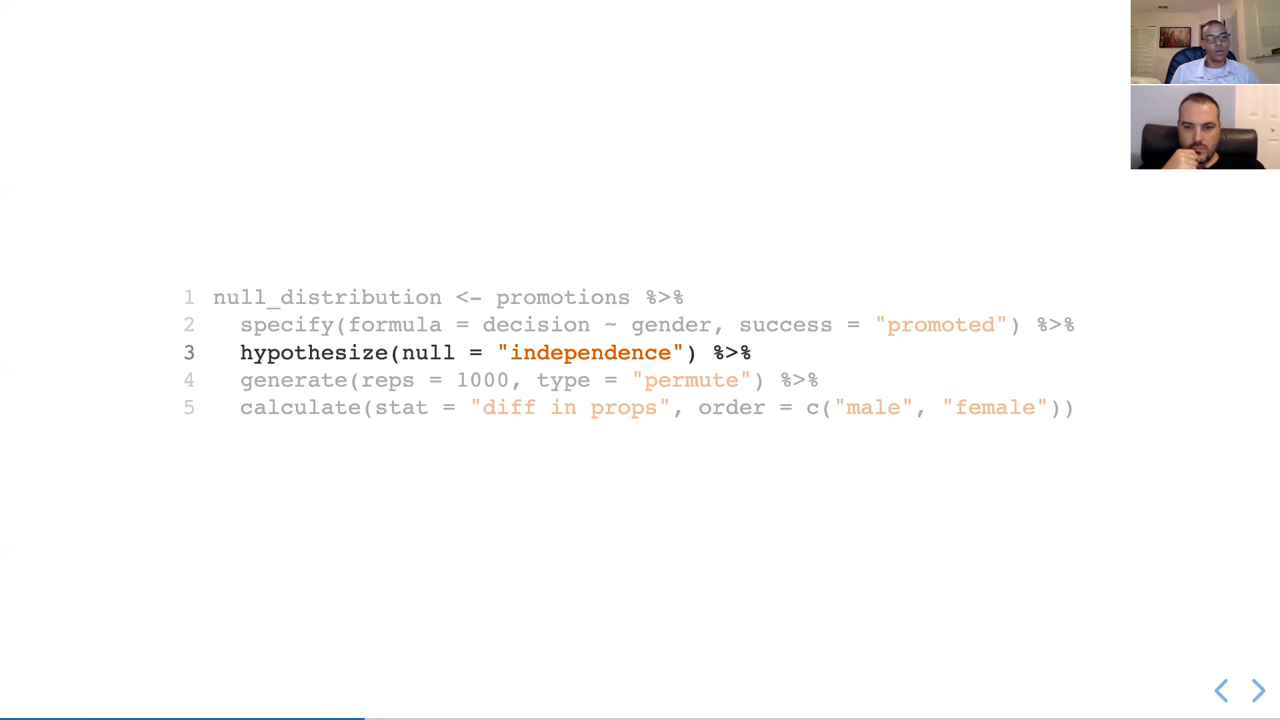 1 null_distribution <- promotions %>%
2 specify(formula = decision ~ gender, success = "promoted") %>%
3 hypothesize(null = "independence") %>%
4 generate(reps = 1000, type = "permute") %>%
5 calculate(stat = "diff in props", order = c("male", "female"))